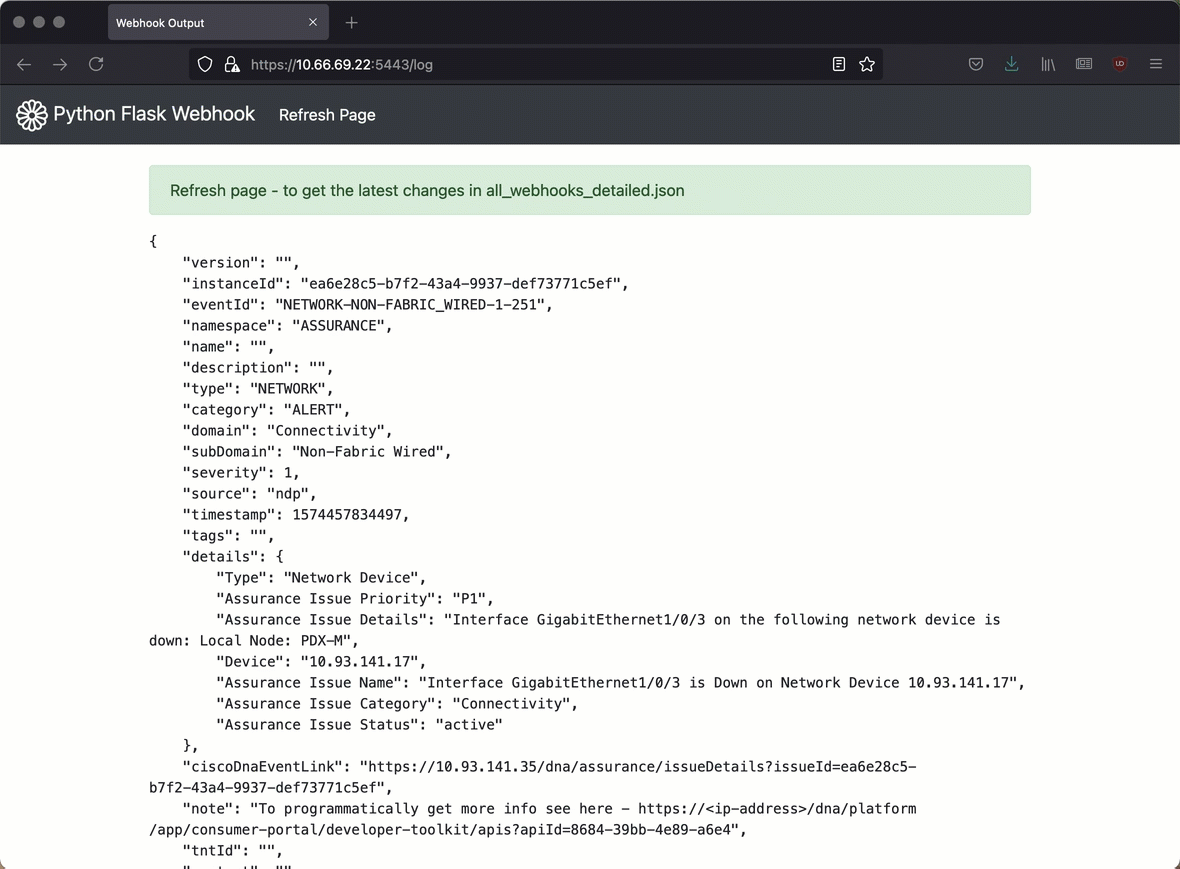 Webhook Output
https://10.66.69.22:5443/log
Python Flask Webhook Refresh Page
Refresh page - to get the latest changes in all_webhooks_detailed.json
{
    "version": "",
    "instanceId": "ea6e28c5-b7f2-43a4-9937-def73771c5ef",
    "eventId": "NETWORK-NON-FABRIC_WIRED-1-251",
    "namespace": "ASSURANCE",
    "name": "",
    "description": "",
    "type": "NETWORK",
    "category": "ALERT",
    "domain": "Connectivity",
    "subDomain": "Non-Fabric Wired",
    "severity": 1,
    "source": "ndp",
    "timestamp": 1574457834497,
    "tags": "",
    "details": {
        "Type": "Network Device",
        "Assurance Issue Priority": "P1",
        "Assurance Issue Details": "Interface GigabitEthernet1/0/3 on the following network device is
down: Local Node: PDX-M",
        "Device": "10.93.141.17",
        "Assurance Issue Name": "Interface GigabitEthernet1/0/3 is Down on Network Device 10.93.141.17",
        "Assurance Issue Category": "Connectivity",
        "Assurance Issue Status": "active"
    },
    "ciscoDnaEventLink": "https://10.93.141.35/dna/assurance/issueDetails?issueId=ea6e28c5-
b7f2-43a4-9937-def73771c5ef",
    "note": "To programmatically get more info see here - https://<ip-address>/dna/platform
/app/consumer-portal/developer-toolkit/apis?apiId=8684-39bb-4e89-a6e4",
    "tntId": "",